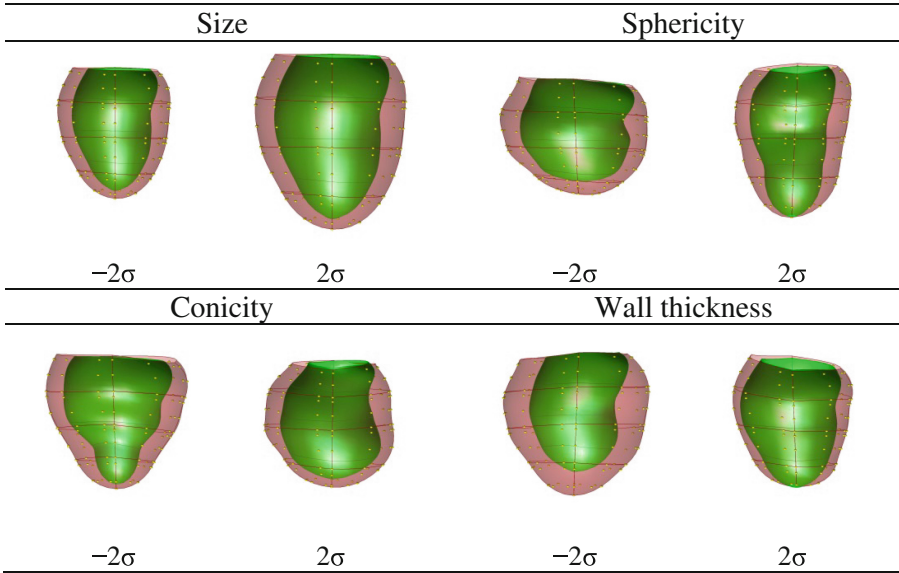 Size Sphericity
−2σ 2σ −2σ 2σ
Conicity Wall thickness
−2σ 2σ −2σ 2σ